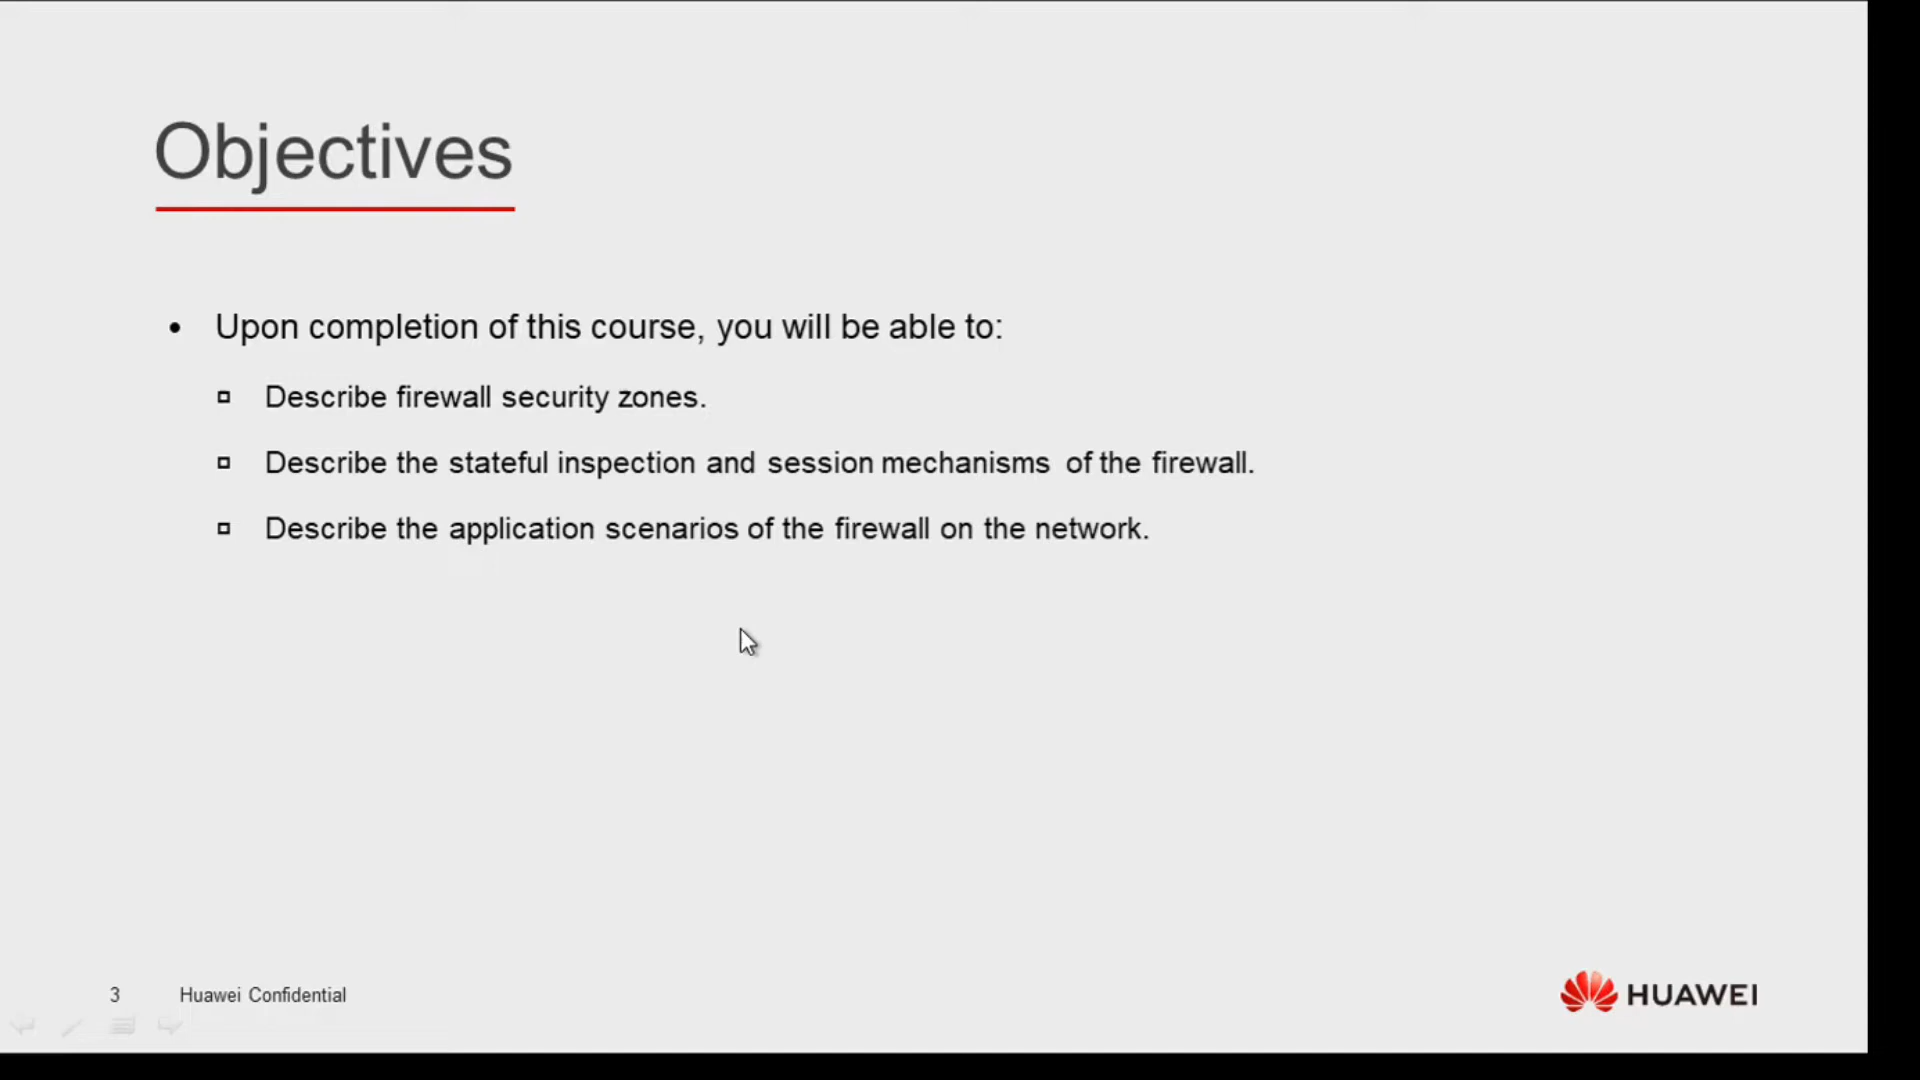 Objectives
• Upon completion of this course, you will be able to:
▫ Describe firewall security zones.
▫ Describe the stateful inspection and session mechanisms of the firewall.
▫ Describe the application scenarios of the firewall on the network.
3 Huawei Confidential
HUAWEI